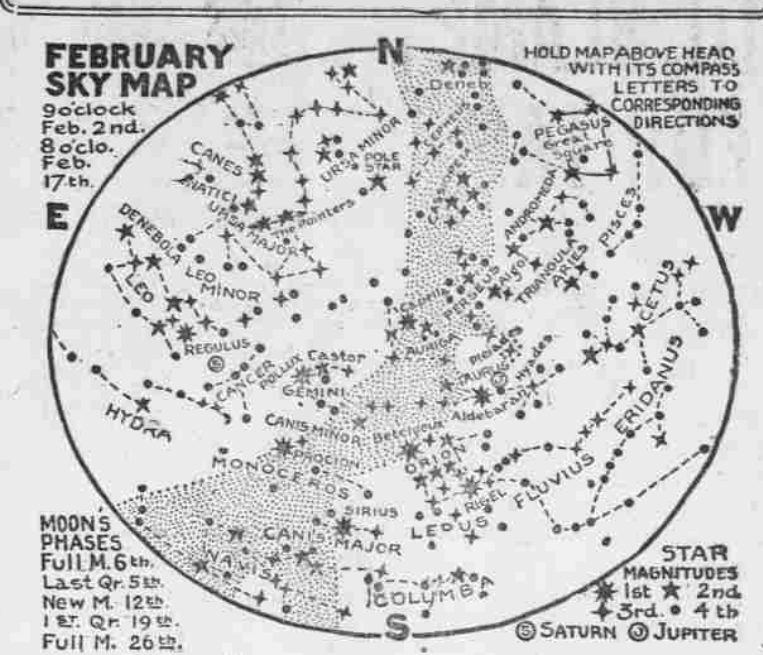 FEBRUARY
SKY MAP
9 o'clock
Feb. 2nd.
8 o'clo.
Feb.
17th.
HOLD MAP ABOVE HEAD
WITH ITS COMPASS
LETTERS TO
CORRESPONDING
DIRECTIONS
N
E
W
S
Deneb
CEPHEUS
CASSIOPEIA
PEGASUS
Great
Square
ANDROMEDA
PISCES
CANES
URSA MINOR
POLE
STAR
The Pointers
URSA MAJOR
DENEBOLA
LEO
LEO
MINOR
REGULUS
Ⓢ
CANCER
POLLUX
Castor
GEMINI
CAPELLA
PERSEUS
AURIGA
TRIANGULA
ARIES
CETUS
Pleiades
TAURUS
Ⓙ
Hyades
Aldebaran
ERIDANUS
FLUVIUS
HYDRA
CANIS MINOR
PROCYON
Betelgeux
ORION
MONOCEROS
RIGEL
LEPUS
SIRIUS
CANIS
MAJOR
NAVIS
COLUMBA
MOON'S
PHASES
Full M. 6th.
Last Qr. 5th.
New M. 12th.
1ST. Qr. 19th.
Full M. 26th.
STAR
MAGNITUDES
1st 2nd
3rd. 4th
Ⓢ SATURN Ⓙ JUPITER